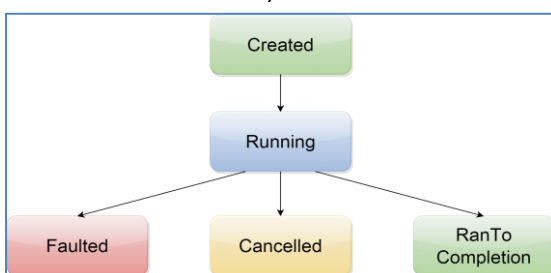 Created
Running
Faulted
Cancelled
RanTo
Completion